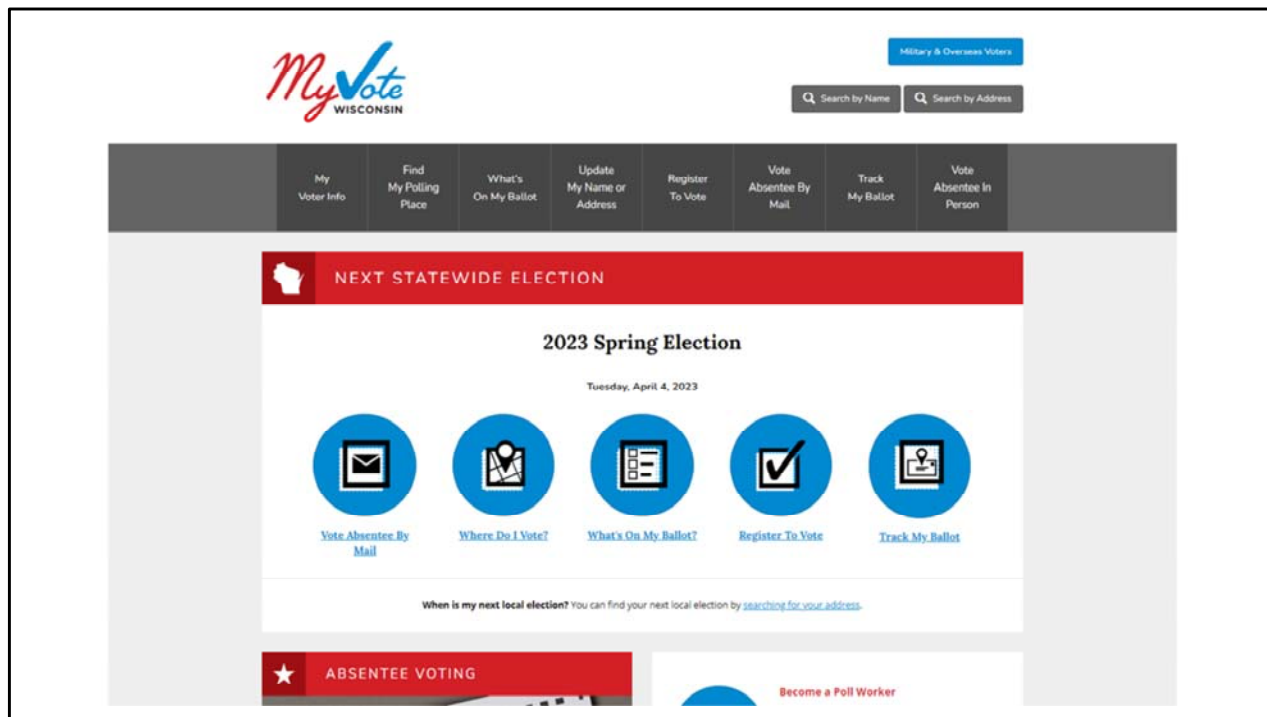 MyVote
WISCONSIN
Military & Overseas Voters
Search by Name
Search by Address
My
Voter Info
Find
My Polling
Place
What's
On My Ballot
Update
My Name or
Address
Register
To Vote
Vote
Absentee By
Mail
Track
My Ballot
Vote
Absentee In
Person
NEXT STATEWIDE ELECTION
2023 Spring Election
Tuesday, April 4, 2023
Vote Absentee By
Mail
Where Do I Vote?
What's On My Ballot?
Register To Vote
Track My Ballot
When is my next local election? You can find your next local election by searching for your address.
ABSENTEE VOTING
Become a Poll Worker